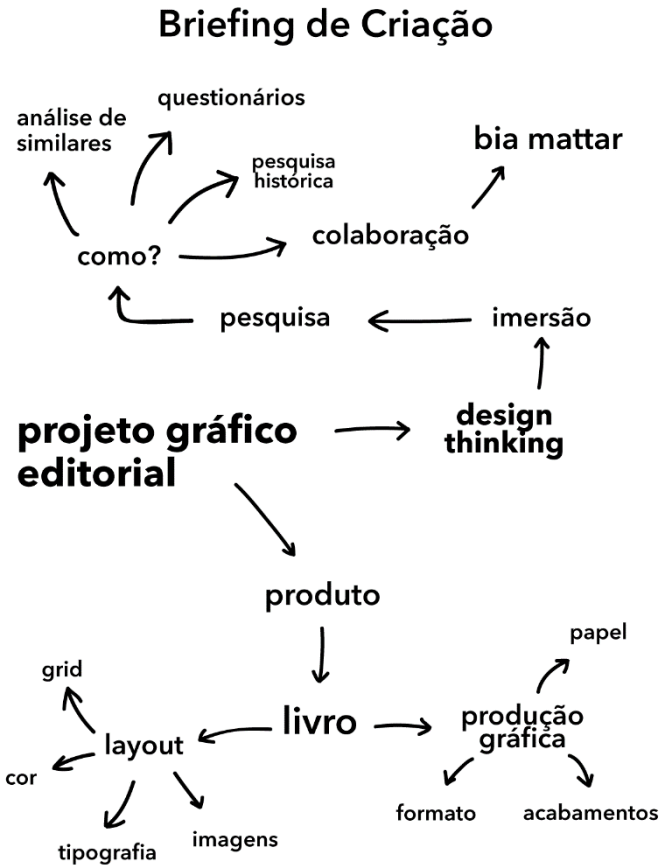 Briefing de Criação
questionários
análise de
similares
bia mattar
pesquisa
histórica
colaboração
como?
pesquisa
imersão
projeto gráfico
editorial
design
thinking
produto
papel
grid
livro
produção
gráfica
layout
cor
formato
acabamentos
tipografia
imagens